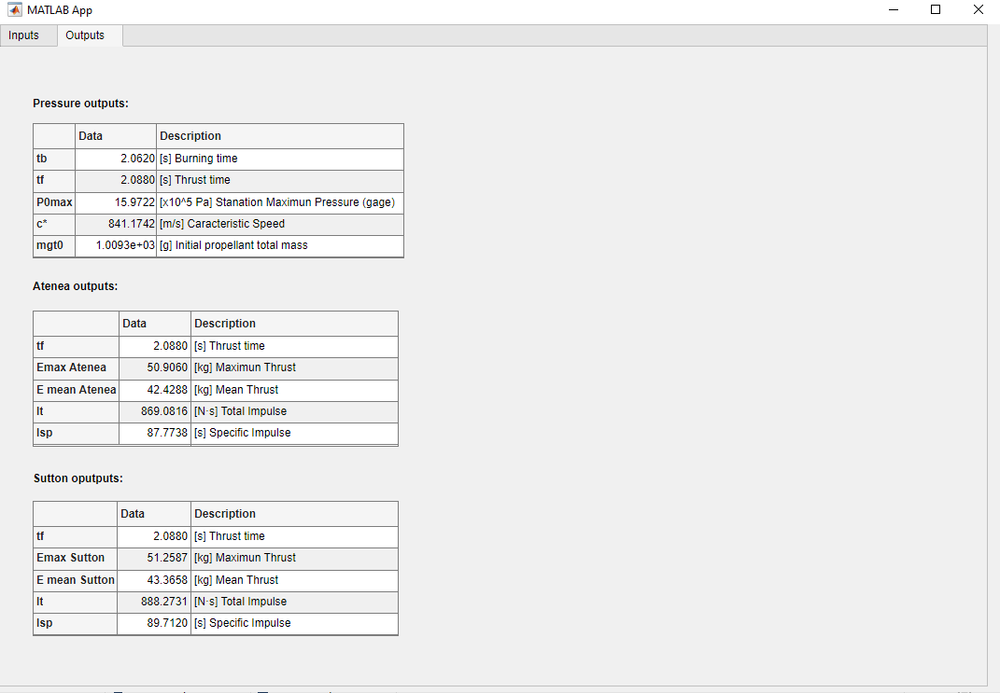 MATLAB App
Inputs Outputs
Pressure outputs:
Data Description
tb 2.0620 [s] Burning time
tf 2.0880 [s] Thrust time
P0max 15.9722 [x10^5 Pa] Stanation Maximun Pressure (gage)
c* 841.1742 [m/s] Caracteristic Speed
mgt0 1.0093e+03 [g] Initial propellant total mass
Atenea outputs:
Data Description
tf 2.0880 [s] Thrust time
Emax Atenea 50.9060 [kg] Maximun Thrust
E mean Atenea 42.4288 [kg] Mean Thrust
It 869.0816 [N·s] Total Impulse
Isp 87.7738 [s] Specific Impulse
Sutton oputputs:
Data Description
tf 2.0880 [s] Thrust time
Emax Sutton 51.2587 [kg] Maximun Thrust
E mean Sutton 43.3658 [kg] Mean Thrust
It 888.2731 [N·s] Total Impulse
Isp 89.7120 [s] Specific Impulse